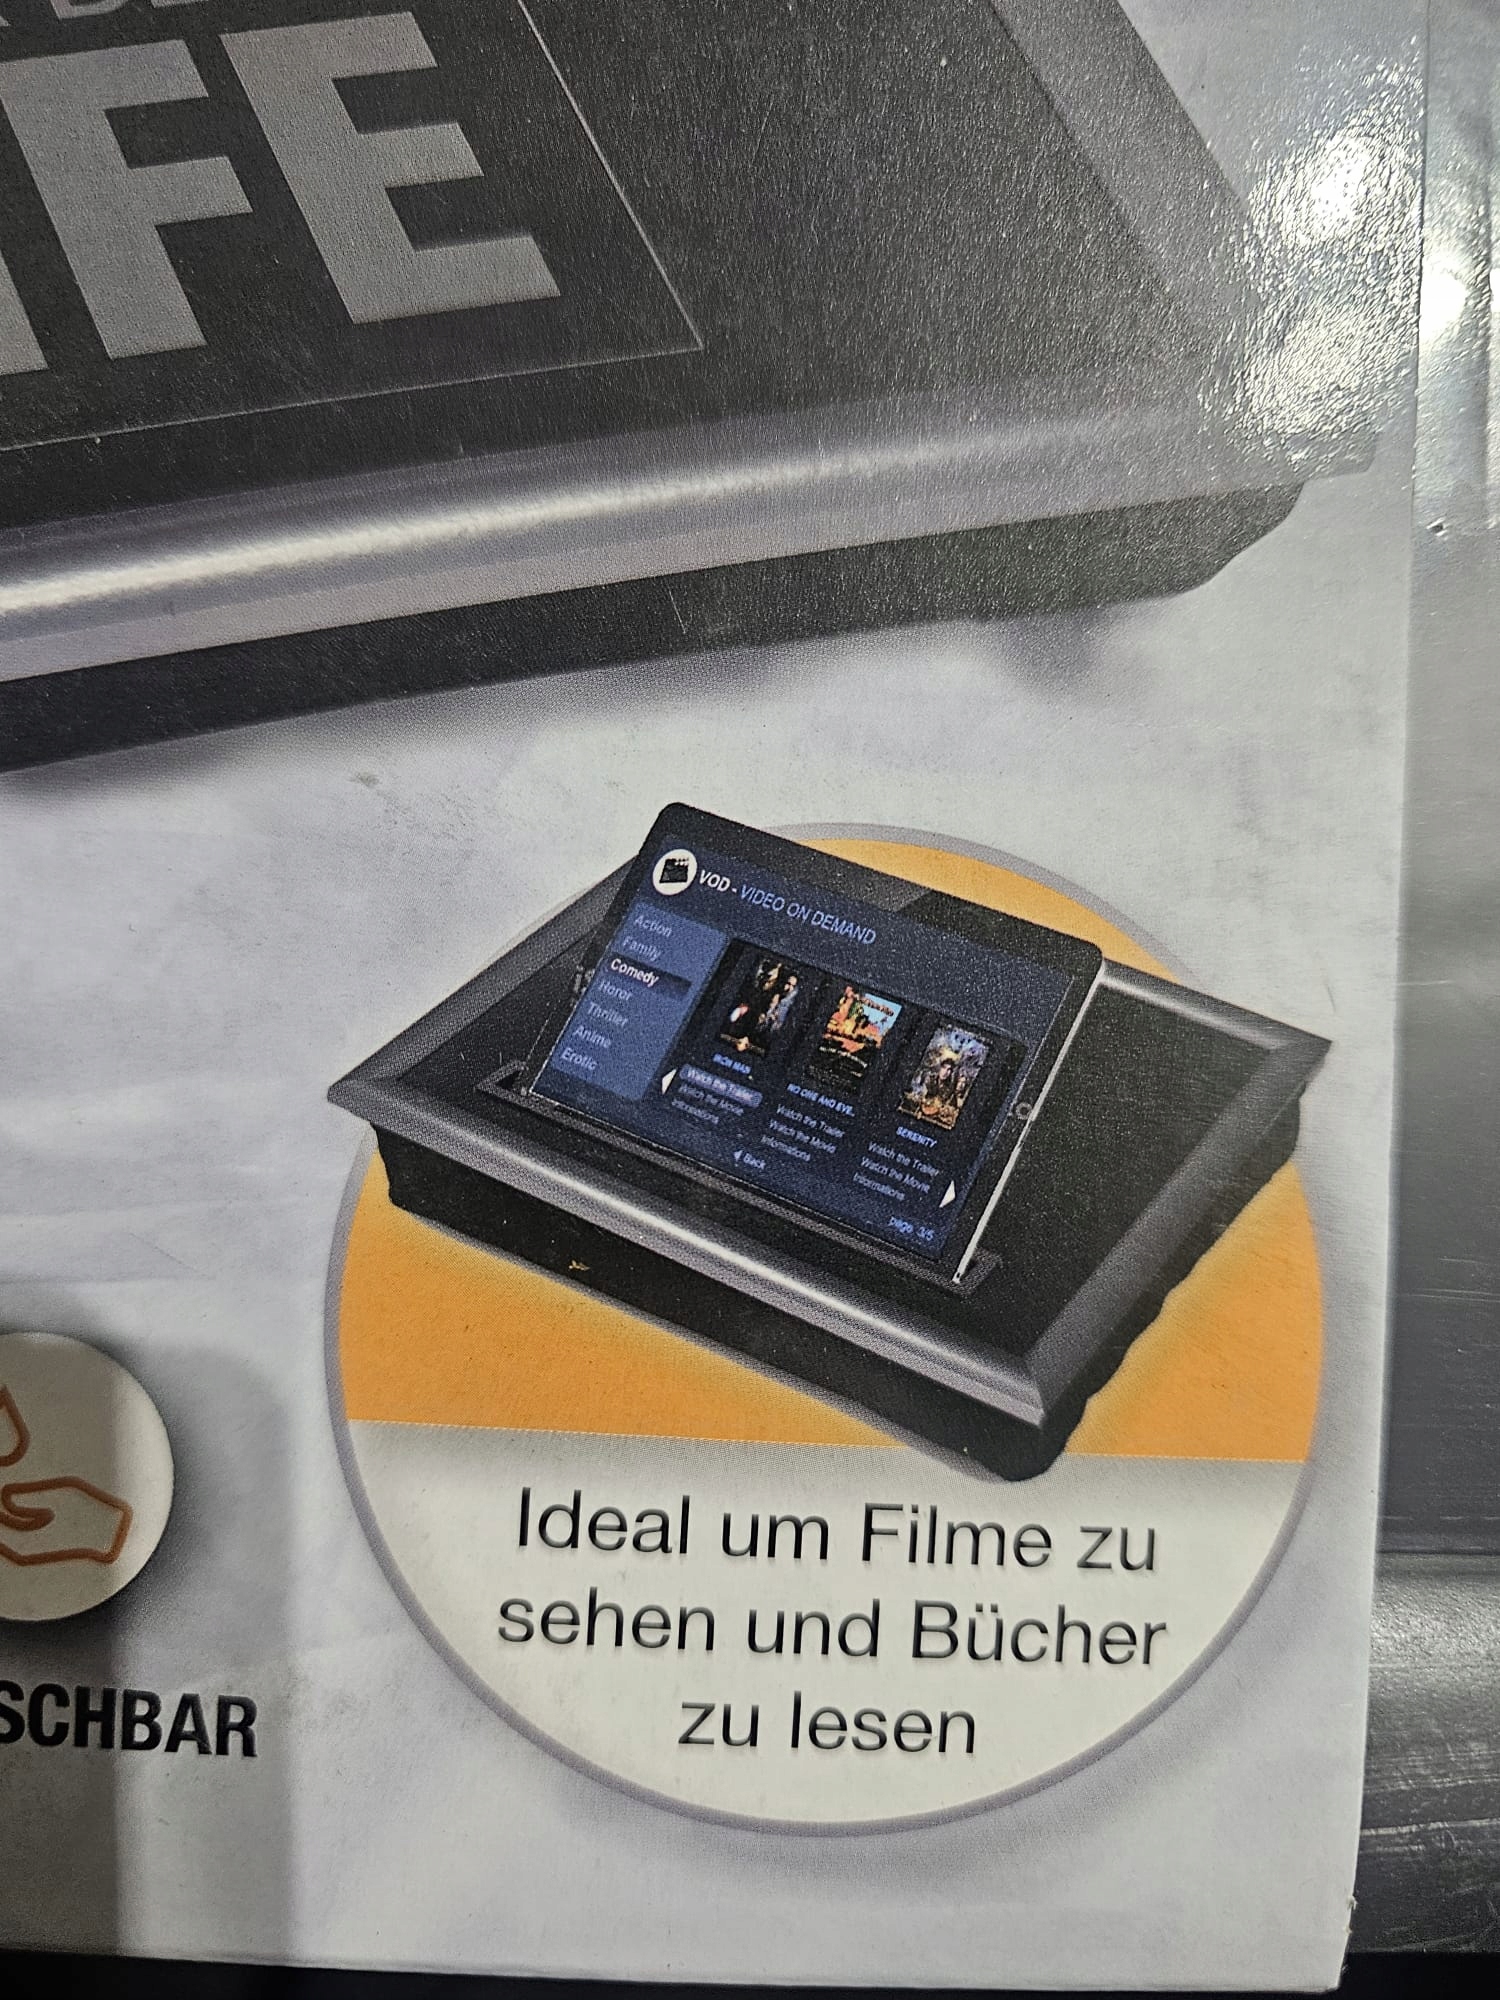 FE
VOD - VIDEO ON DEMAND
Action
Family
Comedy
Horor
Thriller
Anime
Erotic
IRON MAN
Watch the Trailer
Watch the Movie
Informations
NO ONE AND EVE..
Watch the Trailer
Watch the Movie
Informations
SERENITY
Watch the Trailer
Watch the Movie
Informations
Back
page 3/5
Ideal um Filme zu
sehen und Bücher
zu lesen
SCHBAR